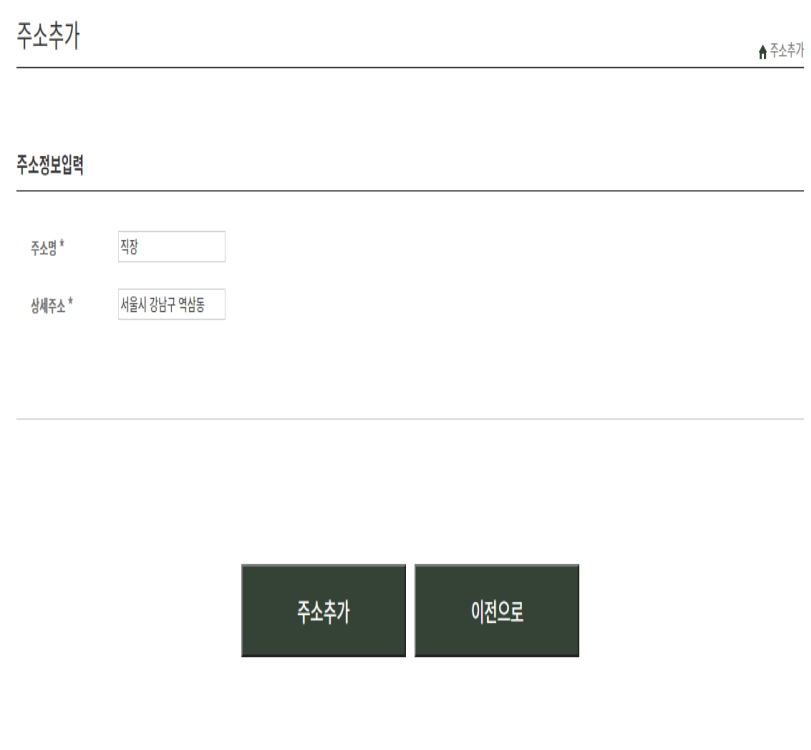 주소추가
주소추가
주소정보입력
주소명 * 직장
상세주소 * 서울시 강남구 역삼동
주소추가 이전으로